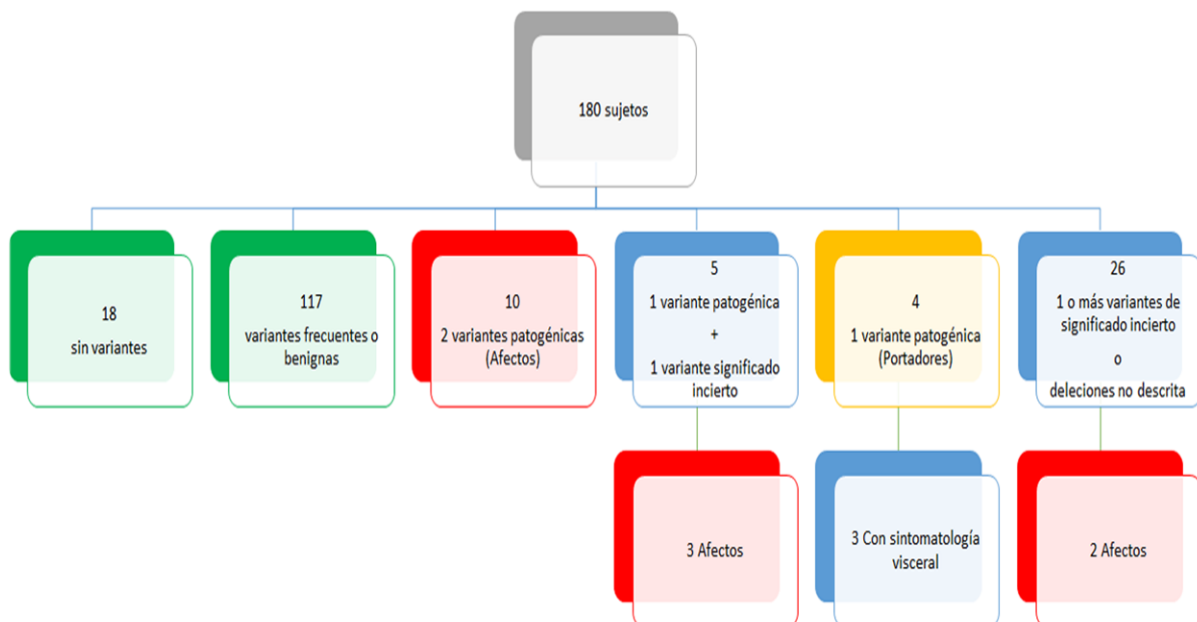 180 sujetos
18
sin variantes
117
variantes frecuentes o
benignas
10
2 variantes patogénicas
(Afectos)
5
1 variante patogénica
+
1 variante significado
incierto
4
1 variante patogénica
(Portadores)
26
1 o más variantes de
significado incierto
o
deleciones no descrita
3 Afectos
3 Con sintomatología
visceral
2 Afectos